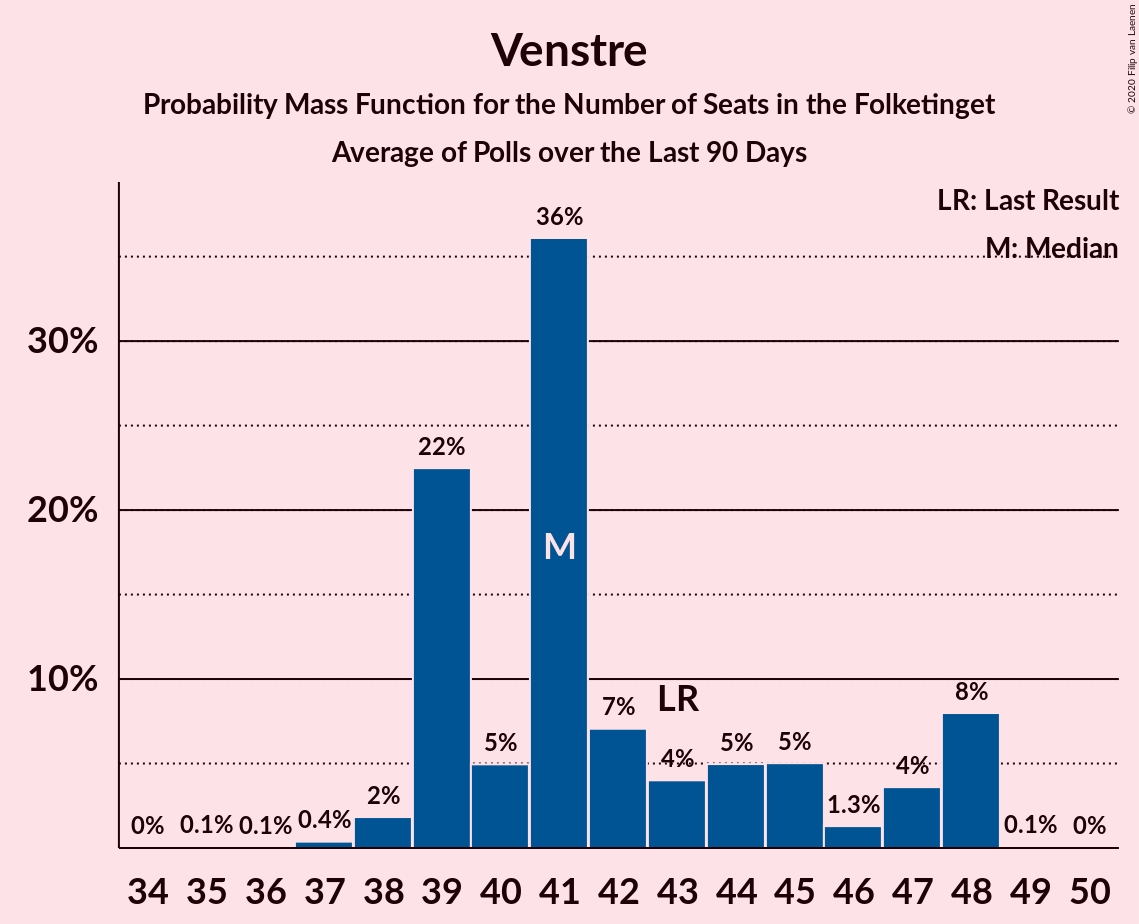 Venstre
Probability Mass Function for the Number of Seats in the Folketinget
Average of Polls over the Last 90 Days
© 2020 Filip van Laenen
LR: Last Result
M: Median
30%
20%
10%
0%
0.1%
0.1%
0.4%
2%
22%
5%
36%
M
7%
LR
4%
5%
5%
1.3%
4%
8%
0.1%
0%
34 35 36 37 38 39 40 41 42 43 44 45 46 47 48 49 50